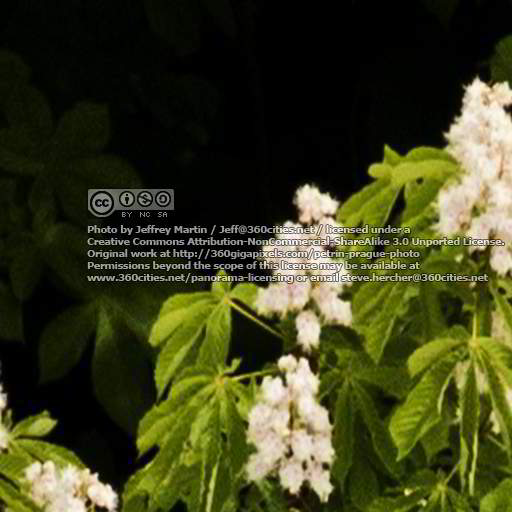 CC BY NC SA
Photo by Jeffrey Martin / Jeff@360cities.net / licensed under a
Creative Commons Attribution-NonCommercial-ShareAlike 3.0 Unported License.
Original work at http://360gigapixels.com/petrin-prague-photo
Permissions beyond the scope of this license may be available at
www.360cities.net/panorama-licensing or email steve.hercher@360cities.net